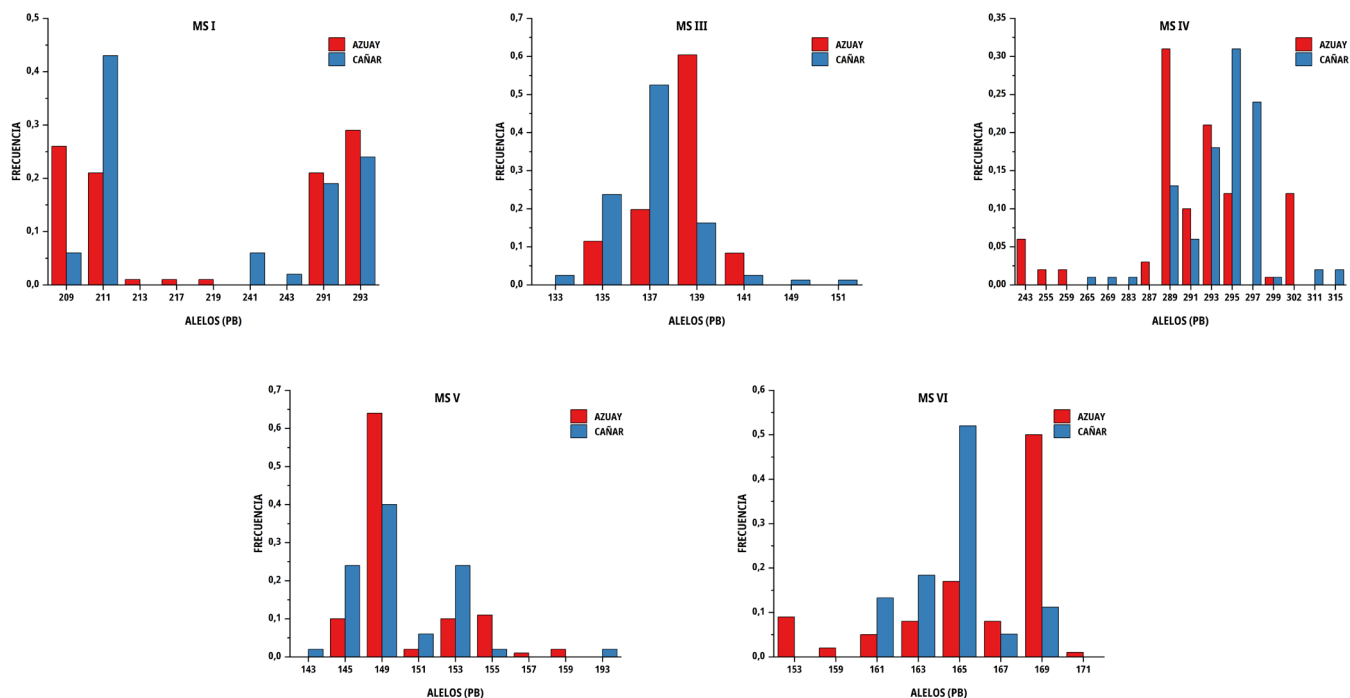 MS I
AZUAY
CAÑAR
FRECUENCIA
0,5
0,4
0,3
0,2
0,1
0,0
209 211 213 217 219 241 243 291 293
ALELOS (PB)
MS III
AZUAY
CAÑAR
FRECUENCIA
0,7
0,6
0,5
0,4
0,3
0,2
0,1
0,0
133 135 137 139 141 149 151
ALELOS (PB)
MS IV
AZUAY
CAÑAR
FRECUENCIA
0,35
0,30
0,25
0,20
0,15
0,10
0,05
0,00
243 255 259 265 269 283 287 289 291 293 295 297 299 302 311 315
ALELOS (PB)
MS V
AZUAY
CAÑAR
FRECUENCIA
0,7
0,6
0,5
0,4
0,3
0,2
0,1
0,0
143 145 149 151 153 155 157 159 193
ALELOS (PB)
MS VI
AZUAY
CAÑAR
FRECUENCIA
0,6
0,5
0,4
0,3
0,2
0,1
0,0
153 159 161 163 165 167 169 171
ALELOS (PB)